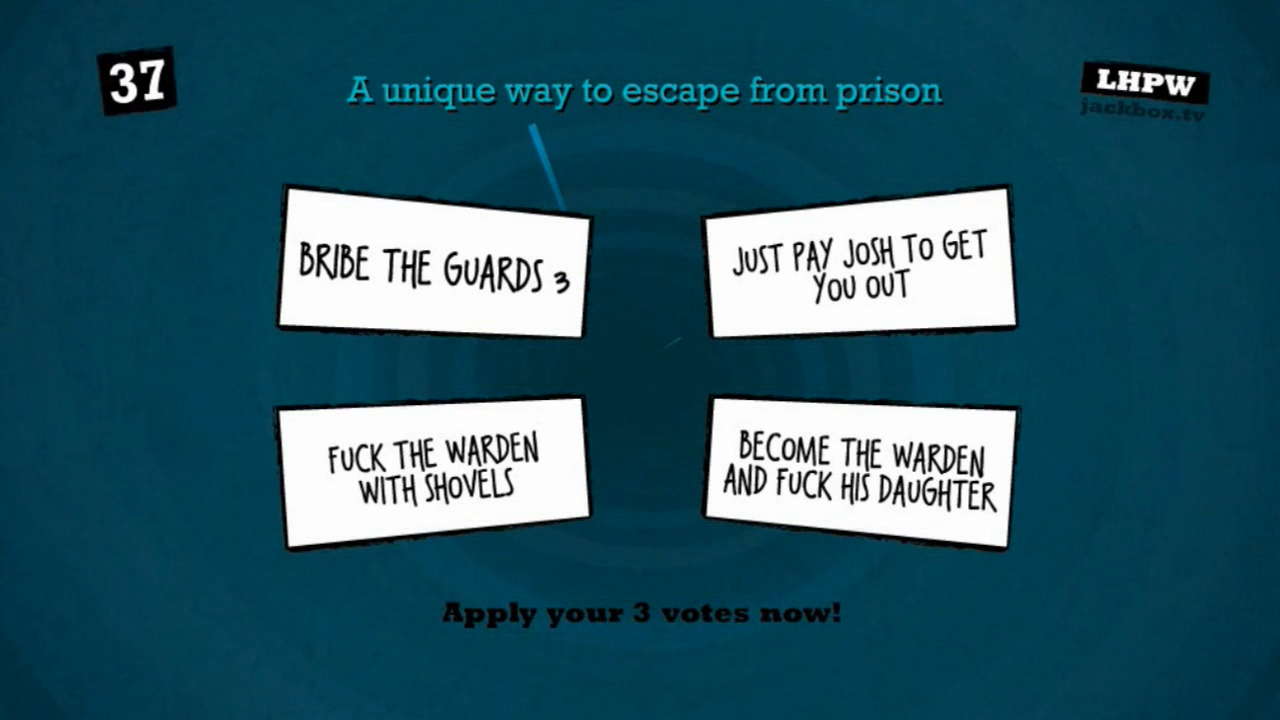 37
A unique way to escape from prison
LHPW
jackbox.tv
BRIBE THE GUARDS 3
JUST PAY JOSH TO GET
YOU OUT
FUCK THE WARDEN
WITH SHOVELS
BECOME THE WARDEN
AND FUCK HIS DAUGHTER
Apply your 3 votes now!